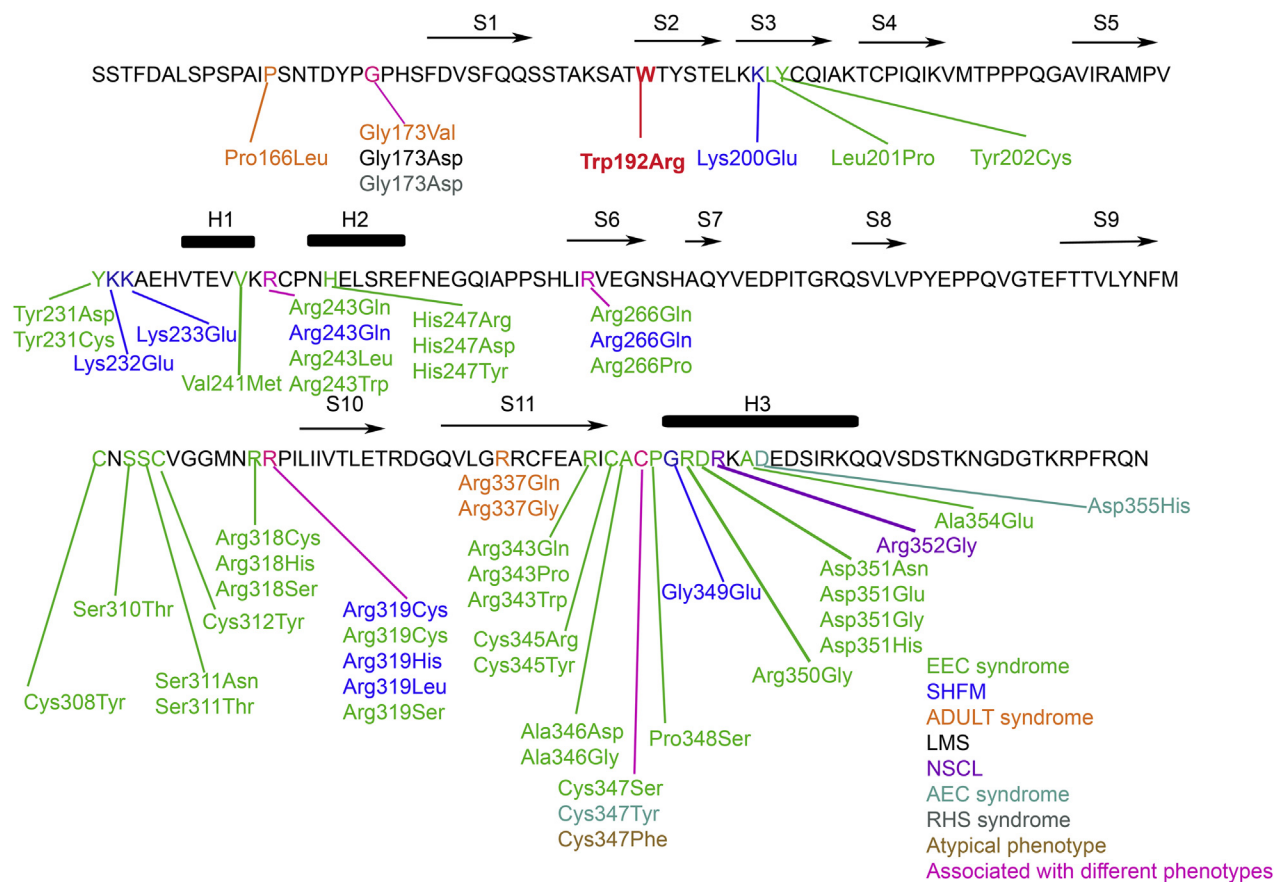 S1 S2 S3 S4 S5
SSTFDALSPSPAIPSNTDYPGPHSFDVSFQQSSTAKSATWTYSTELKKLYCQIAKTCPIQIKVMTPPPQGAVIRAMPV
Pro166Leu
Gly173Val
Gly173Asp
Gly173Asp
Trp192Arg
Lys200Glu
Leu201Pro
Tyr202Cys
H1 H2 S6 S7 S8 S9
YKKAEHVTEVVKRCPNHELSREFNEGQIAPPSHLIRVEGNSHAQYVEDPITGRQSVLVPYEPPQVGTEFTTVLYNFM
Tyr231Asp
Tyr231Cys
Lys232Glu
Lys233Glu
Val241Met
Arg243Gln
Arg243Gln
Arg243Leu
Arg243Trp
His247Arg
His247Asp
His247Tyr
Arg266Gln
Arg266Gln
Arg266Pro
S10 S11 H3
CNSSCVGGMNRRPILIIVTLETRDGQVLGRRCFEARICACPGRDRKADEDSIRKQQVSDSTKNGDGTKRPFRQN
Cys308Tyr
Ser310Thr
Ser311Asn
Ser311Thr
Cys312Tyr
Arg318Cys
Arg318His
Arg318Ser
Arg319Cys
Arg319Cys
Arg319His
Arg319Leu
Arg319Ser
Arg337Gln
Arg337Gly
Arg343Gln
Arg343Pro
Arg343Trp
Cys345Arg
Cys345Tyr
Ala346Asp
Ala346Gly
Cys347Ser
Cys347Tyr
Cys347Phe
Pro348Ser
Gly349Glu
Arg350Gly
Asp351Asn
Asp351Glu
Asp351Gly
Asp351His
Arg352Gly
Ala354Glu
Asp355His
EEC syndrome
SHFM
ADULT syndrome
LMS
NSCL
AEC syndrome
RHS syndrome
Atypical phenotype
Associated with different phenotypes